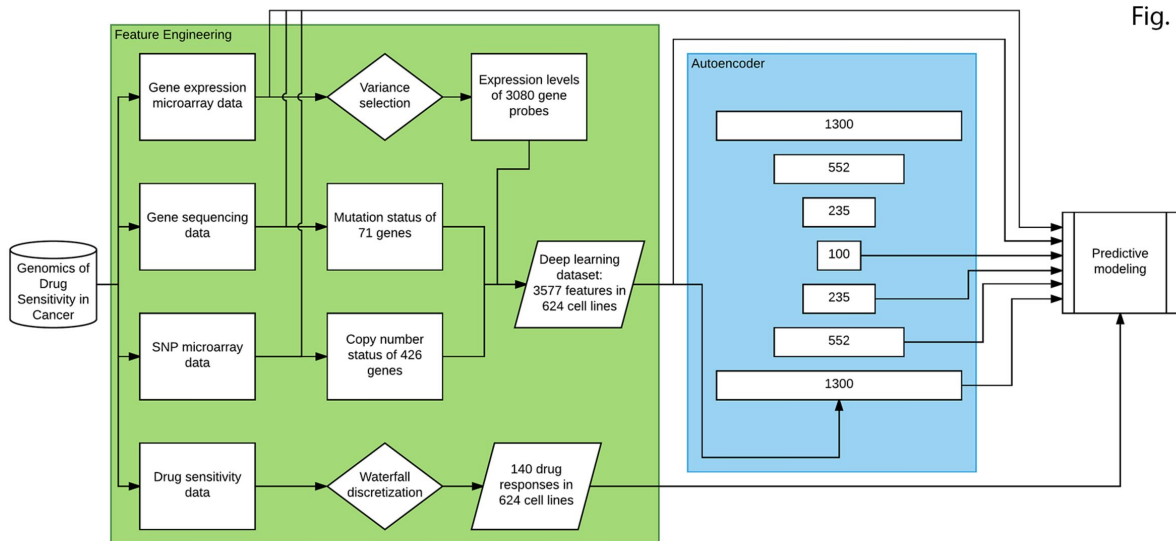 Fig.
Feature Engineering
Autoencoder
Gene expression
microarray data
Variance
selection
Expression levels
of 3080 gene
probes
1300
552
235
100
235
552
1300
Gene sequencing
data
Mutation status of
71 genes
Genomics of
Drug
Sensitivity in
Cancer
Deep learning
dataset:
3577 features in
624 cell lines
Predictive
modeling
SNP microarray
data
Copy number
status of 426
genes
Drug sensitivity
data
Waterfall
discretization
140 drug
responses in
624 cell lines